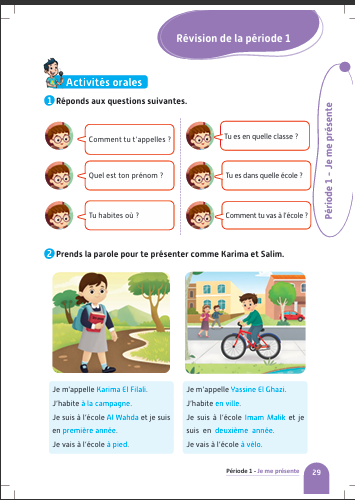 Révision de la période 1
Période 1 - Je me présente
Activités orales
1 Réponds aux questions suivantes.
Comment tu t'appelles ?
Tu es en quelle classe ?
Quel est ton prénom ?
Tu es dans quelle école ?
Tu habites où ?
Comment tu vas à l'école ?
2 Prends la parole pour te présenter comme Karima et Salim.
Je m'appelle Karima El Filali.
J'habite à la campagne.
Je suis à l'école Al Wahda et je suis
en première année.
Je vais à l'école à pied.
Je m'appelle Yassine El Ghazi.
J'habite en ville.
Je suis à l'école Imam Malik et je
suis en deuxième année.
Je vais à l'école à vélo.
Période 1 - Je me présente
29